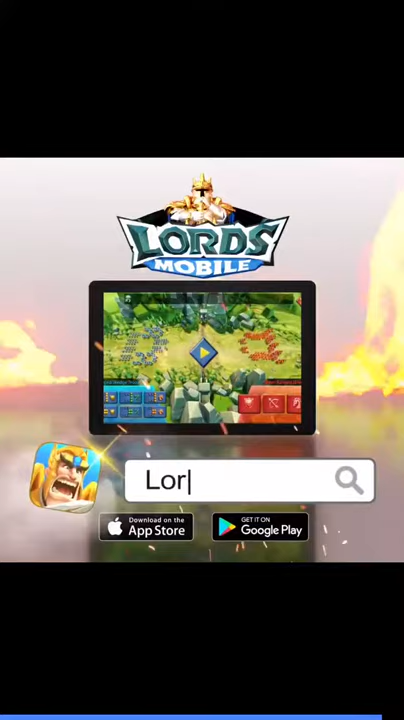 LORDS
MOBILE
Lor
Download on the
App Store
GET IT ON
Google Play